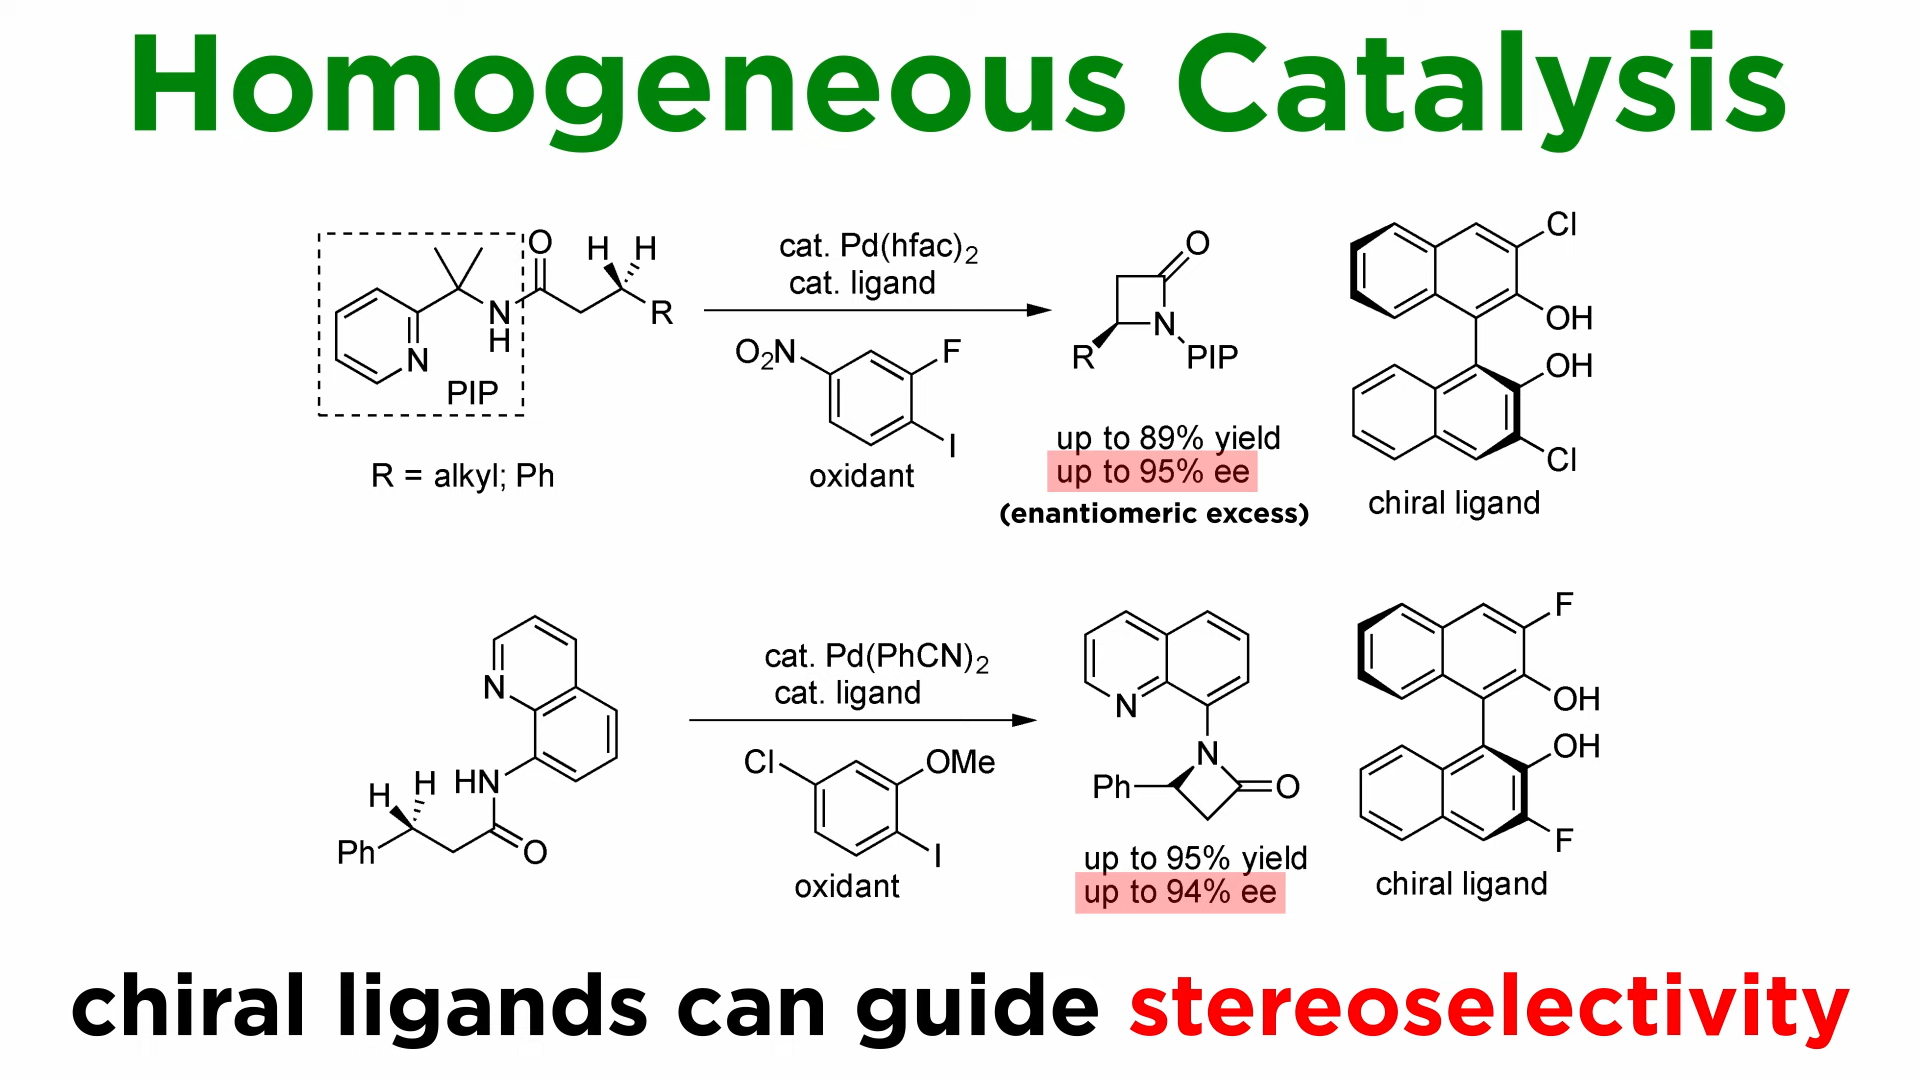 Homogeneous Catalysis
O
H H
N
H
R
N
PIP
R = alkyl; Ph
cat. Pd(hfac)2
cat. ligand
O2N
F
I
oxidant
O
N
R
PIP
up to 89% yield
up to 95% ee
(enantiomeric excess)
Cl
OH
OH
Cl
chiral ligand
N
H
H
HN
Ph
O
cat. Pd(PhCN)2
cat. ligand
Cl
OMe
I
oxidant
N
N
Ph
O
up to 95% yield
up to 94% ee
F
OH
OH
F
chiral ligand
chiral ligands can guide stereoselectivity